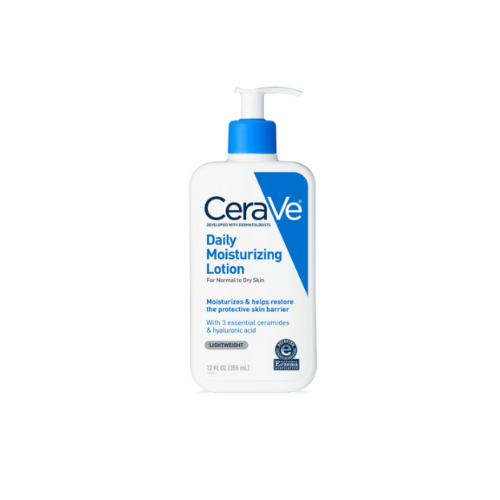 CeraVe
DEVELOPED WITH DERMATOLOGISTS
Daily
Moisturizing
Lotion
For Normal to Dry Skin
Moisturizes & helps restore
the protective skin barrier
With 3 essential ceramides
& hyaluronic acid
LIGHTWEIGHT
12 FL OZ (355 mL)
e
Eczema